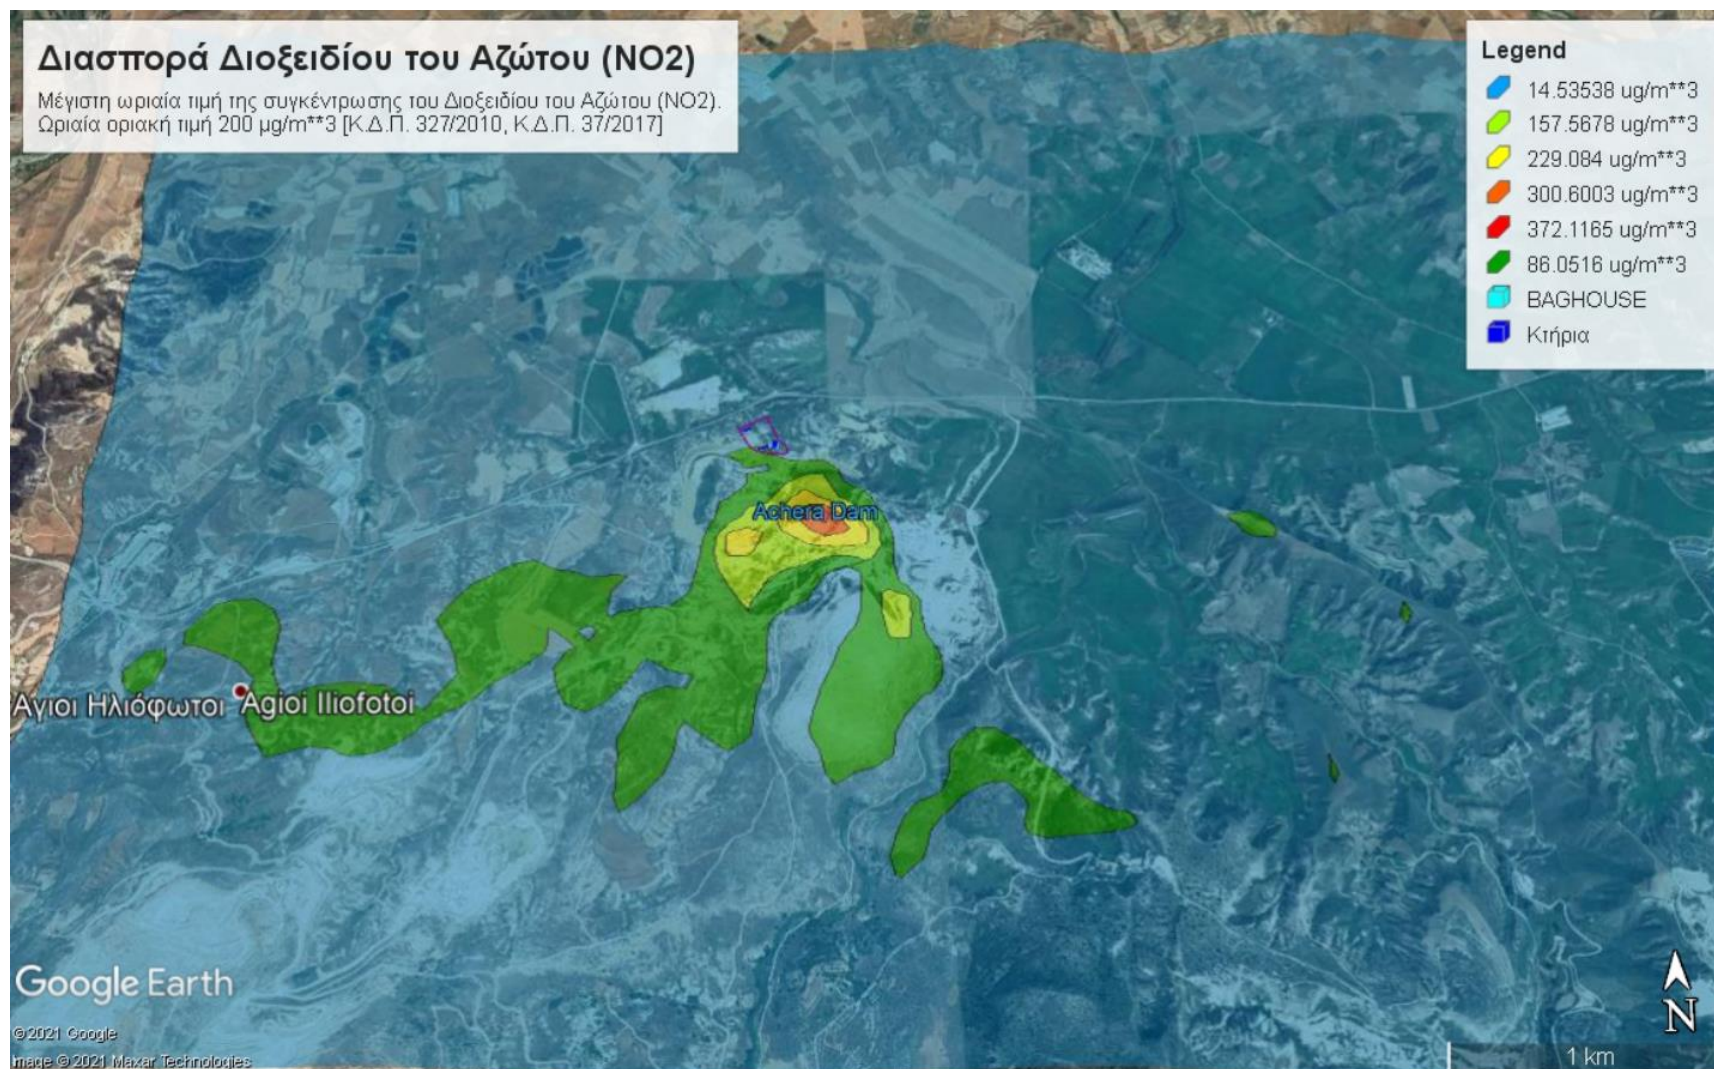 Διασπορά Διοξειδίου του Αζώτου (NO2)
Μέγιστη ωριαία τιμή της συγκέντρωσης του Διοξειδίου του Αζώτου (NO2).
Ωριαία οριακή τιμή 200 μg/m**3 [Κ.Δ.Π. 327/2010, Κ.Δ.Π. 37/2017]
Legend
14.53538 ug/m**3
157.5678 ug/m**3
229.084 ug/m**3
300.6003 ug/m**3
372.1165 ug/m**3
86.0516 ug/m**3
BAGHOUSE
Κτήρια
Achera Dam
Άγιοι Ηλιόφωτοι
Agioi Iliofotoi
Google Earth
© 2021 Google
Image © 2021 Maxar Technologies
N
1 km